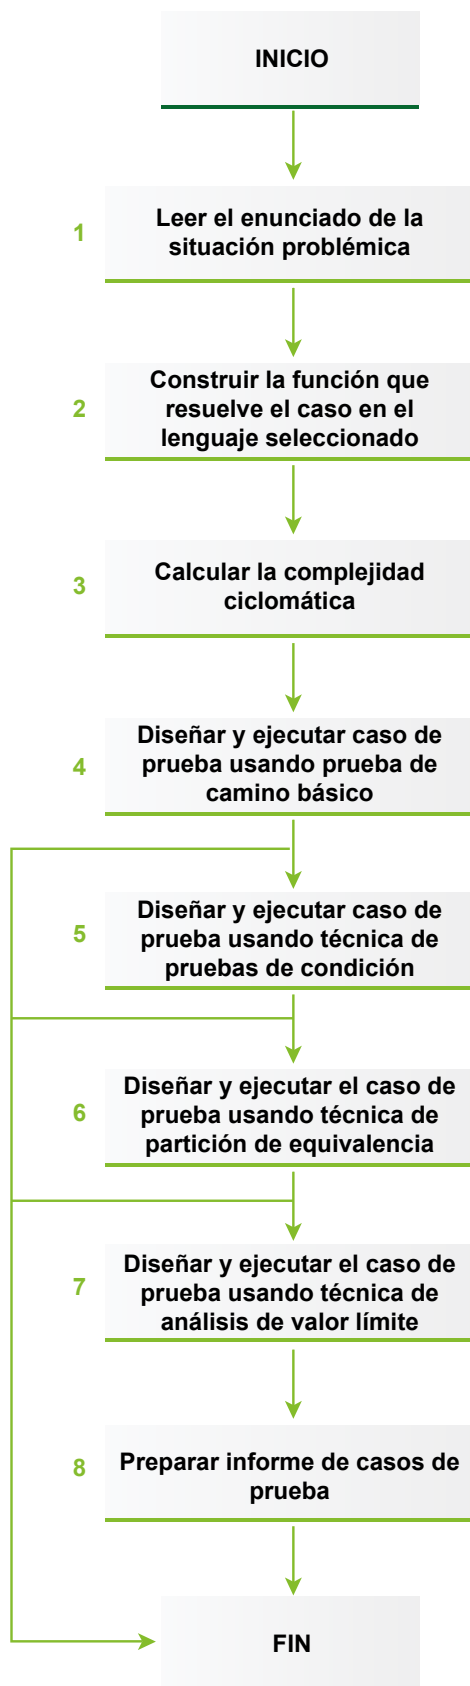 INICIO
1
Leer el enunciado de la
situación problémica
2
Construir la función que
resuelve el caso en el
lenguaje seleccionado
3
Calcular la complejidad
ciclomática
4
Diseñar y ejecutar caso de
prueba usando prueba de
camino básico
5
Diseñar y ejecutar caso de
prueba usando técnica de
pruebas de condición
6
Diseñar y ejecutar el caso de
prueba usando técnica de
partición de equivalencia
7
Diseñar y ejecutar el caso de
prueba usando técnica de
análisis de valor límite
8
Preparar informe de casos de
prueba
FIN